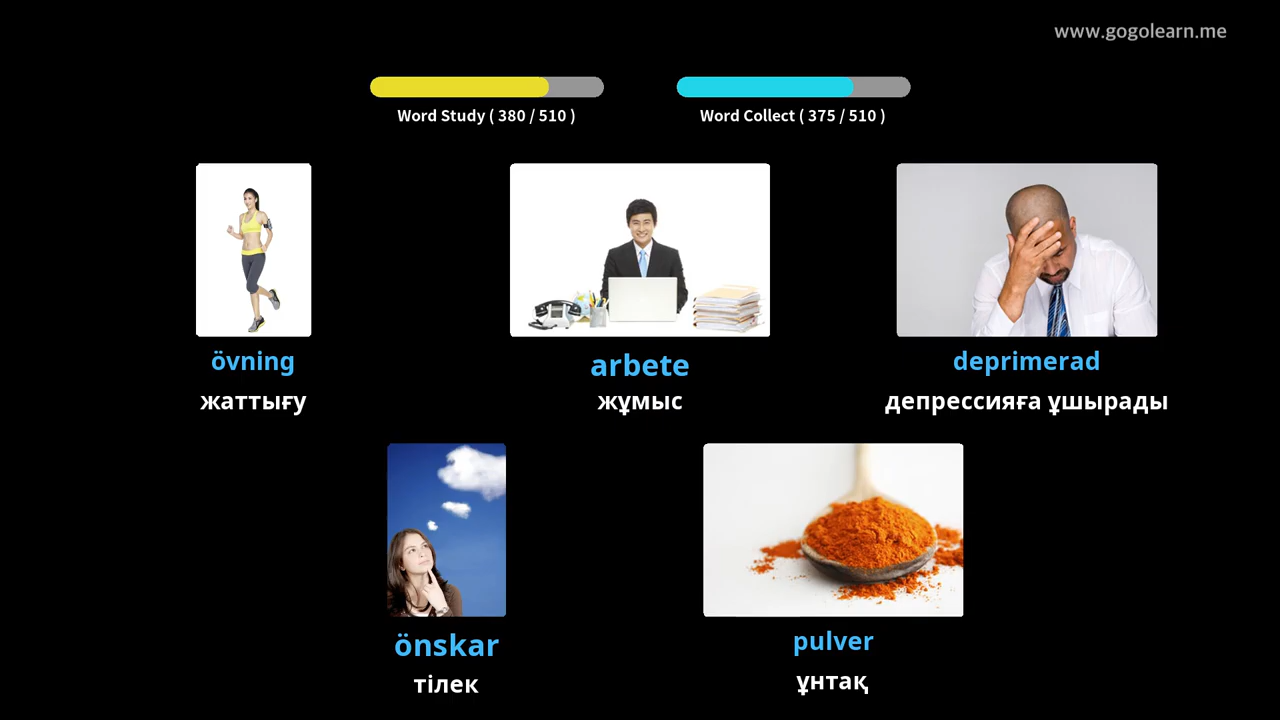 www.gogolearn.me
Word Study ( 380 / 510 )
Word Collect ( 375 / 510 )
övning
arbete
deprimerad
жаттығу
жұмыс
депрессияға ұшырады
önskar
pulver
тілек
ұнтақ